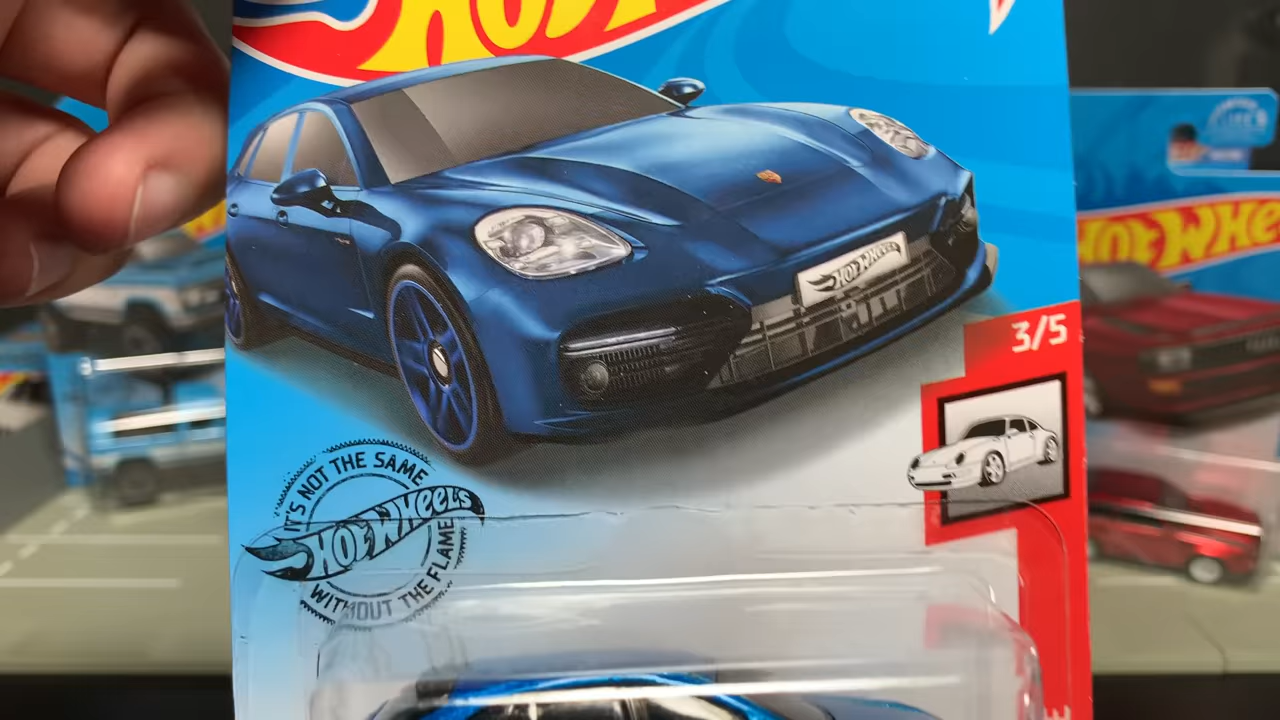 HOT WHEELS
3/5
IT'S NOT THE SAME
HOT WHEELS
WITHOUT THE FLAME
HOT WHEE